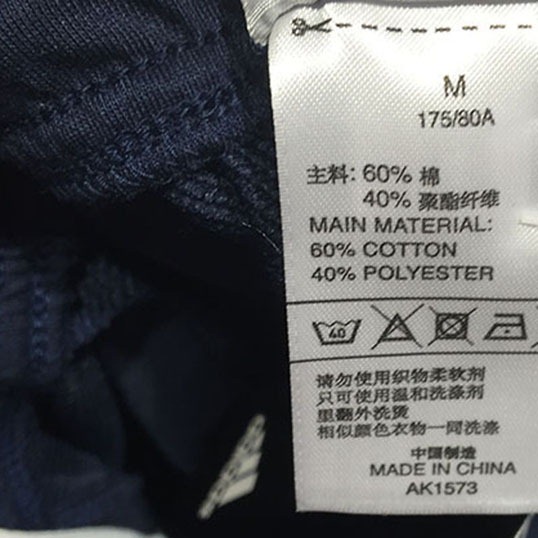 M
175/80A
主料: 60% 棉
40% 聚酯纤维
MAIN MATERIAL:
60% COTTON
40% POLYESTER
40
请勿使用织物柔软剂
只可使用温和洗涤剂
里翻外洗烫
相似颜色衣物一同洗涤
中国制造
MADE IN CHINA
AK1573